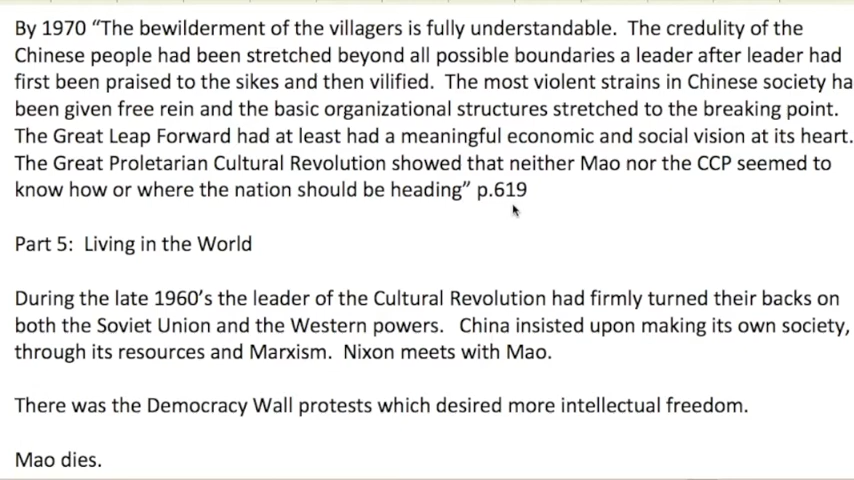 By 1970 “The bewilderment of the villagers is fully understandable.  The credulity of the
Chinese people had been stretched beyond all possible boundaries a leader after leader had
first been praised to the sikes and then vilified.  The most violent strains in Chinese society ha
been given free rein and the basic organizational structures stretched to the breaking point.
The Great Leap Forward had at least had a meaningful economic and social vision at its heart.
The Great Proletarian Cultural Revolution showed that neither Mao nor the CCP seemed to
know how or where the nation should be heading” p.619
Part 5:  Living in the World
During the late 1960’s the leader of the Cultural Revolution had firmly turned their backs on
both the Soviet Union and the Western powers.   China insisted upon making its own society,
through its resources and Marxism.  Nixon meets with Mao.
There was the Democracy Wall protests which desired more intellectual freedom.
Mao dies.